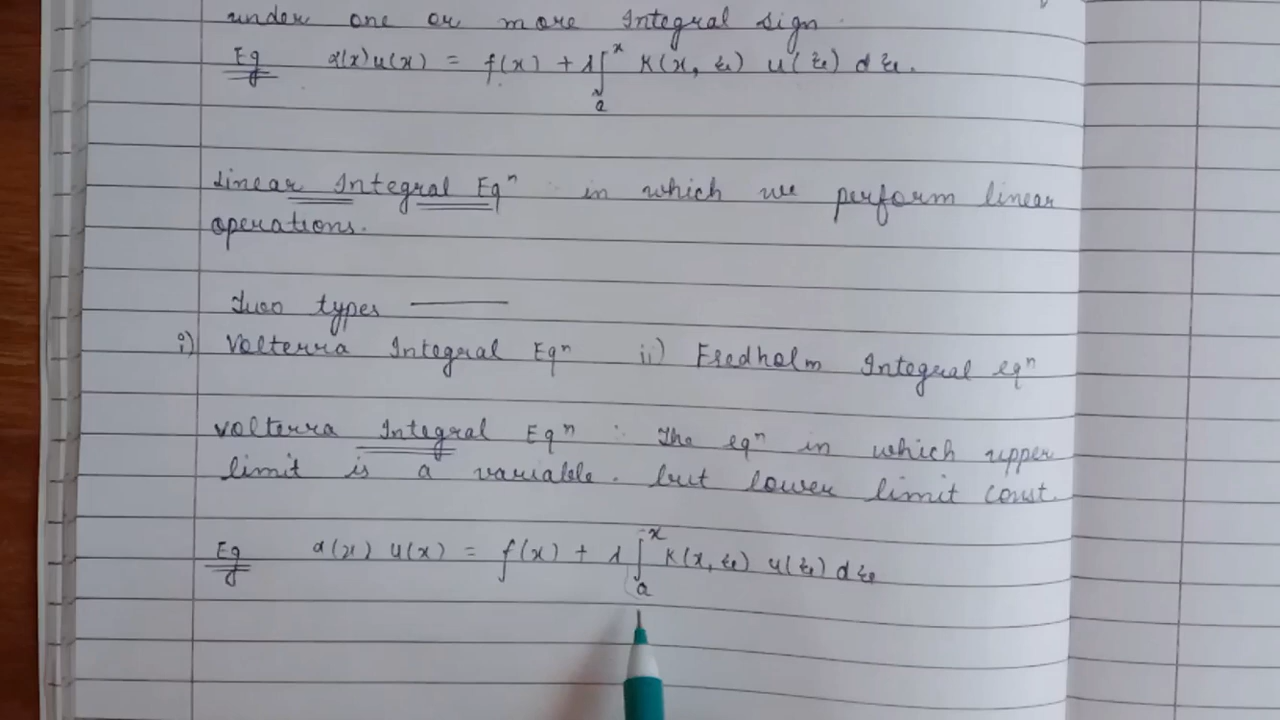 under one or more Integral sign.
Eg α(x)u(x) = f(x) + λ∫ₐˣ K(x, ξ) u(ξ) dξ.
Linear Integral Eqⁿ : in which we perform linear
operations.
Two types ———
i) Volterra Integral Eqⁿ ii) Fredholm Integral eqⁿ
Volterra Integral Eqⁿ : The eqⁿ in which upper
limit is a variable. but lower limit const.
Eg α(x) u(x) = f(x) + λ∫ₐˣ K(x, ξ) u(ξ) dξ